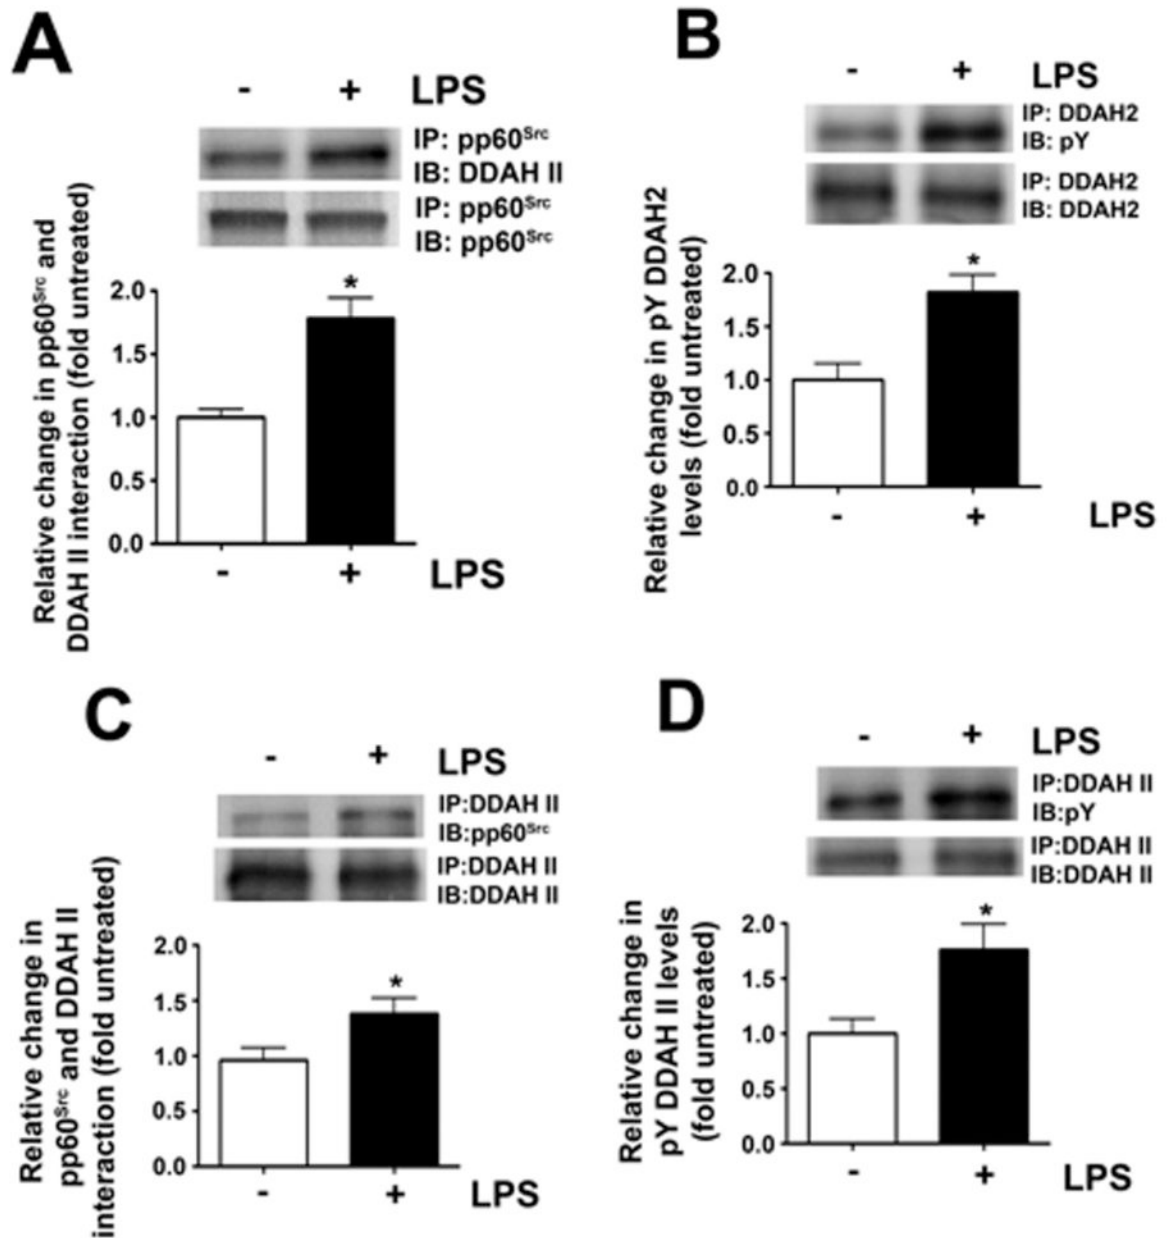 A
- + LPS
IP: pp60Src
IB: DDAH II
IP: pp60Src
IB: pp60Src
Relative change in pp60Src and
DDAH II interaction (fold untreated)
2.0
*
1.5
1.0
0.5
0.0
- + LPS
B
- + LPS
IP: DDAH2
IB: pY
IP: DDAH2
IB: DDAH2
Relative change in pY DDAH2
levels (fold untreated)
2.0
*
1.5
1.0
0.5
0.0
- + LPS
C
- + LPS
IP:DDAH II
IB:pp60Src
IP:DDAH II
IB:DDAH II
Relative change in
pp60Src and DDAH II
interaction (fold untreated)
2.0
*
1.5
1.0
0.5
0.0
- + LPS
D
- + LPS
IP:DDAH II
IB:pY
IP:DDAH II
IB:DDAH II
Relative change in
pY DDAH II levels
(fold untreated)
2.0
*
1.5
1.0
0.5
0.0
- + LPS